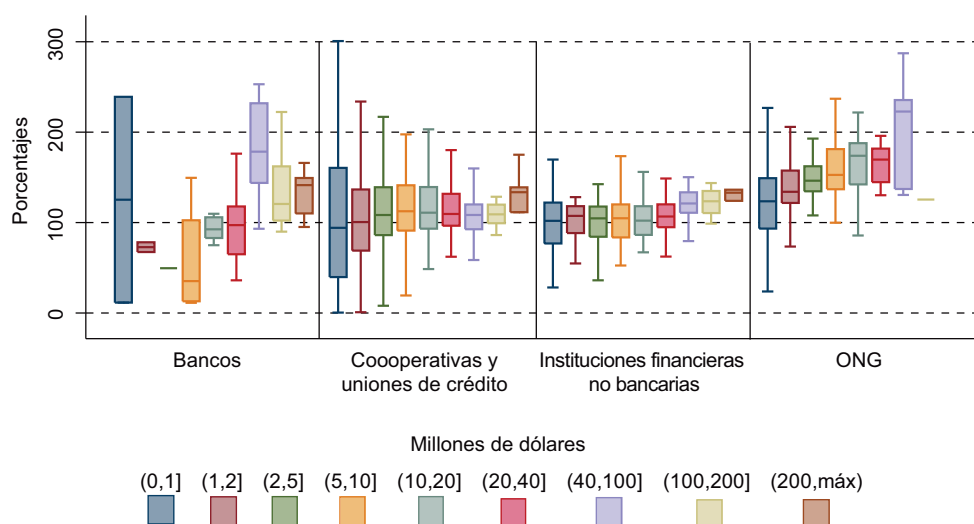 Porcentajes
300
200
100
0
Bancos
Coooperativas y
uniones de crédito
Instituciones financieras
no bancarias
ONG
Millones de dólares
(0,1]
(1,2]
(2,5]
(5,10]
(10,20]
(20,40]
(40,100]
(100,200]
(200,máx)